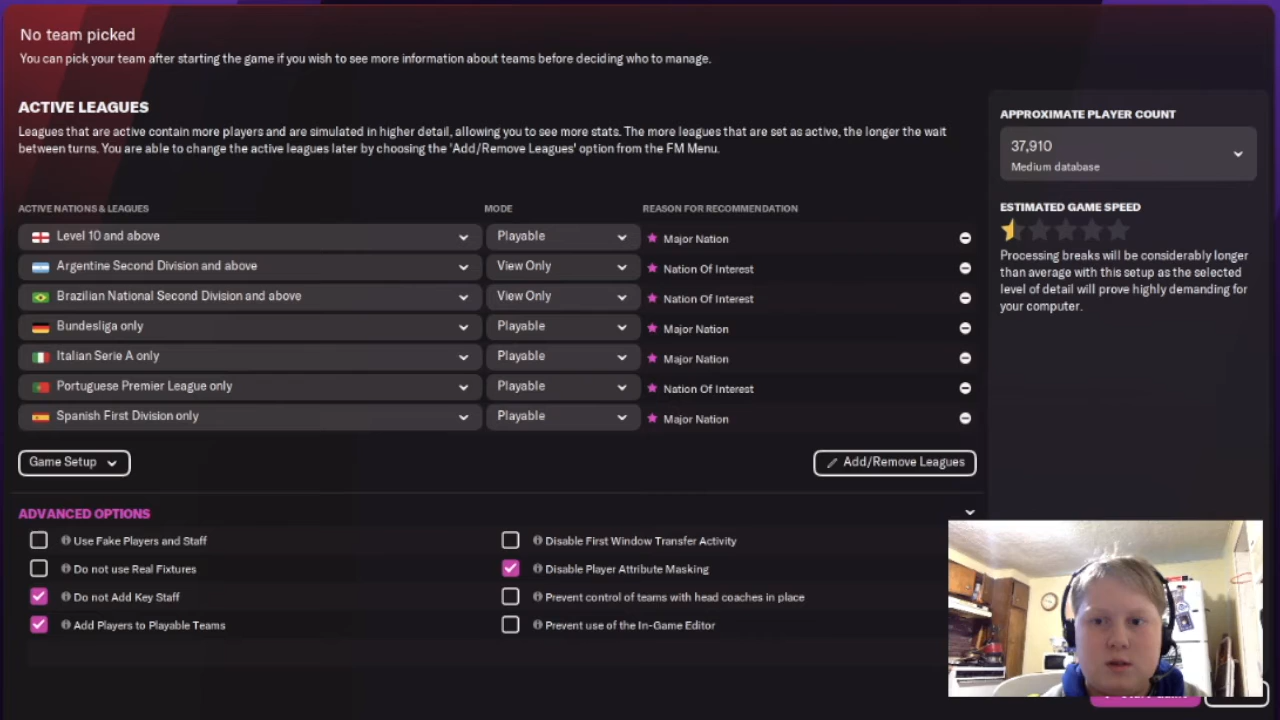 No team picked
You can pick your team after starting the game if you wish to see more information about teams before deciding who to manage.
ACTIVE LEAGUES
Leagues that are active contain more players and are simulated in higher detail, allowing you to see more stats. The more leagues that are set as active, the longer the wait
between turns. You are able to change the active leagues later by choosing the 'Add/Remove Leagues' option from the FM Menu.
ACTIVE NATIONS & LEAGUES MODE REASON FOR RECOMMENDATION
Level 10 and above Playable Major Nation
Argentine Second Division and above View Only Nation Of Interest
Brazilian National Second Division and above View Only Nation Of Interest
Bundesliga only Playable Major Nation
Italian Serie A only Playable Major Nation
Portuguese Premier League only Playable Nation Of Interest
Spanish First Division only Playable Major Nation
Game Setup Add/Remove Leagues
APPROXIMATE PLAYER COUNT
37,910
Medium database
ESTIMATED GAME SPEED
Processing breaks will be considerably longer
than average with this setup as the selected
level of detail will prove highly demanding for
your computer.
ADVANCED OPTIONS
Use Fake Players and Staff Disable First Window Transfer Activity
Do not use Real Fixtures Disable Player Attribute Masking
Do not Add Key Staff Prevent control of teams with head coaches in place
Add Players to Playable Teams Prevent use of the In-Game Editor